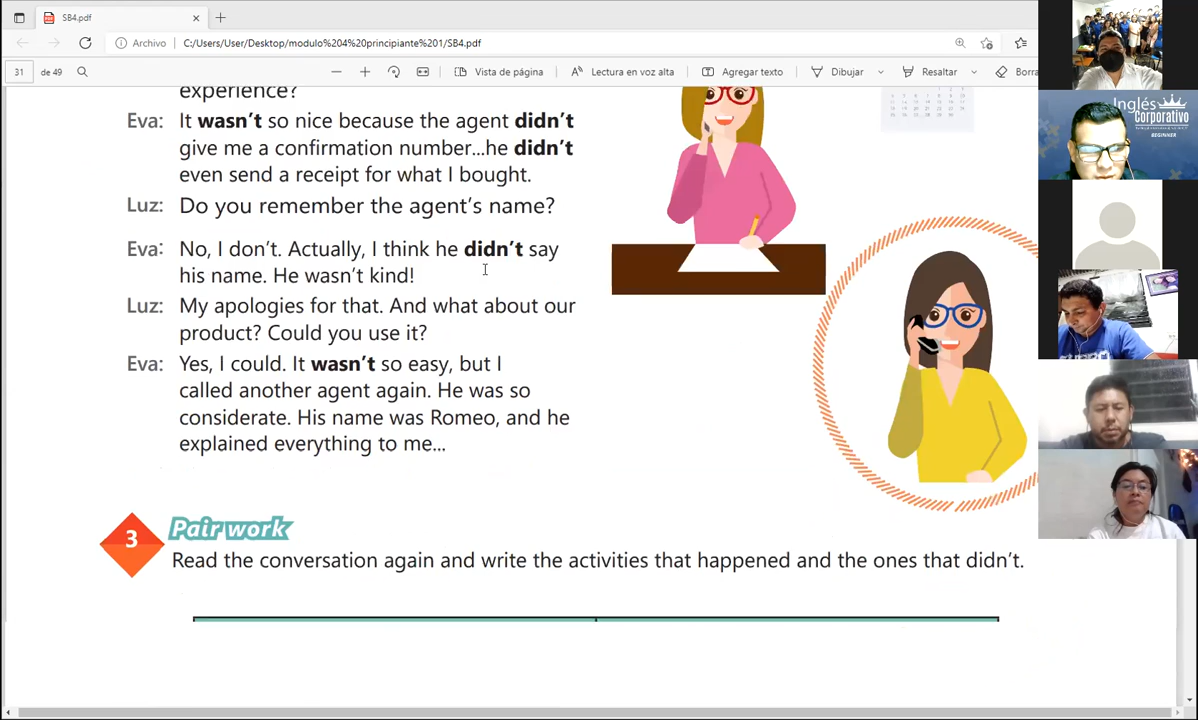 SB4.pdf
Archivo C:/Users/User/Desktop/modulo%204%20principiante%201/SB4.pdf
31 de 49 Vista de página Lectura en voz alta Agregar texto Dibujar Resaltar Borra
experience?
Eva: It wasn't so nice because the agent didn't
give me a confirmation number...he didn't
even send a receipt for what I bought.
Luz: Do you remember the agent's name?
Eva: No, I don't. Actually, I think he didn't say
his name. He wasn't kind!
Luz: My apologies for that. And what about our
product? Could you use it?
Eva: Yes, I could. It wasn't so easy, but I
called another agent again. He was so
considerate. His name was Romeo, and he
explained everything to me...
3 Pair work
Read the conversation again and write the activities that happened and the ones that didn't.
Inglés
Corporativo
BEGINNER